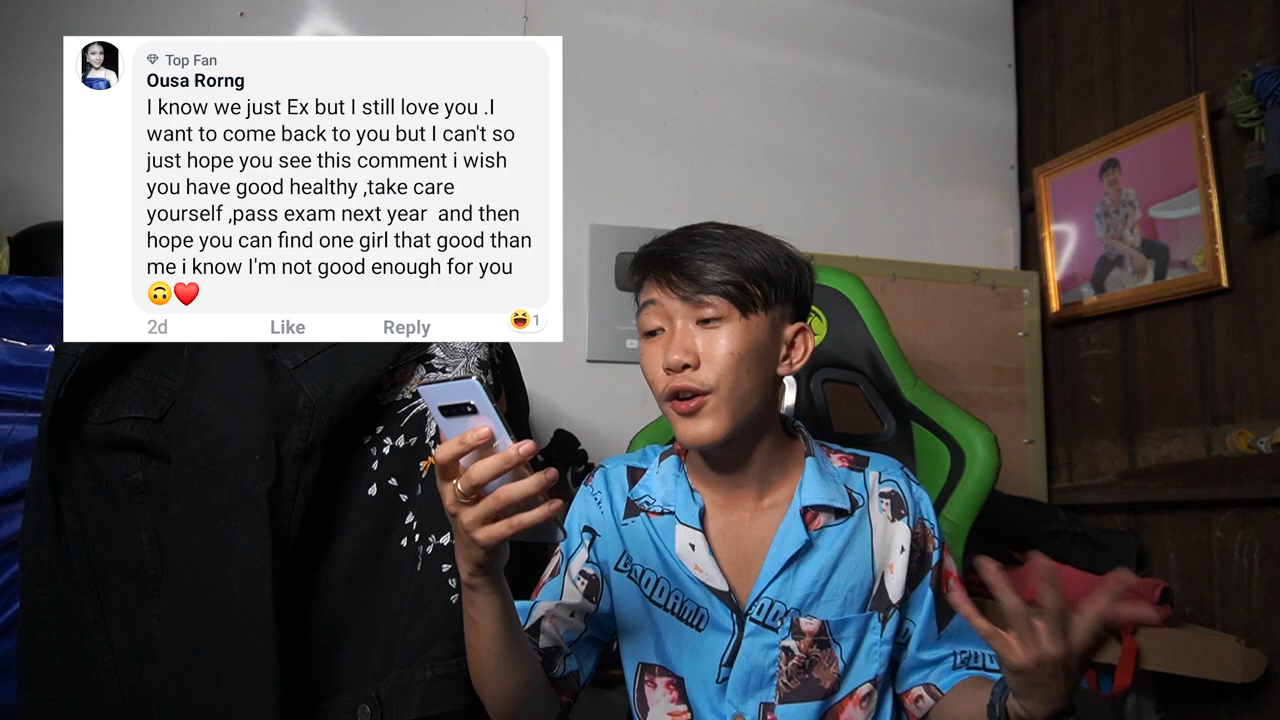 Top Fan
Ousa Rorng
I know we just Ex but I still love you .I
want to come back to you but I can't so
just hope you see this comment i wish
you have good healthy ,take care
yourself ,pass exam next year  and then
hope you can find one girl that good than
me i know I'm not good enough for you
🙃❤️
2d Like Reply 😆 1
GOODAMN